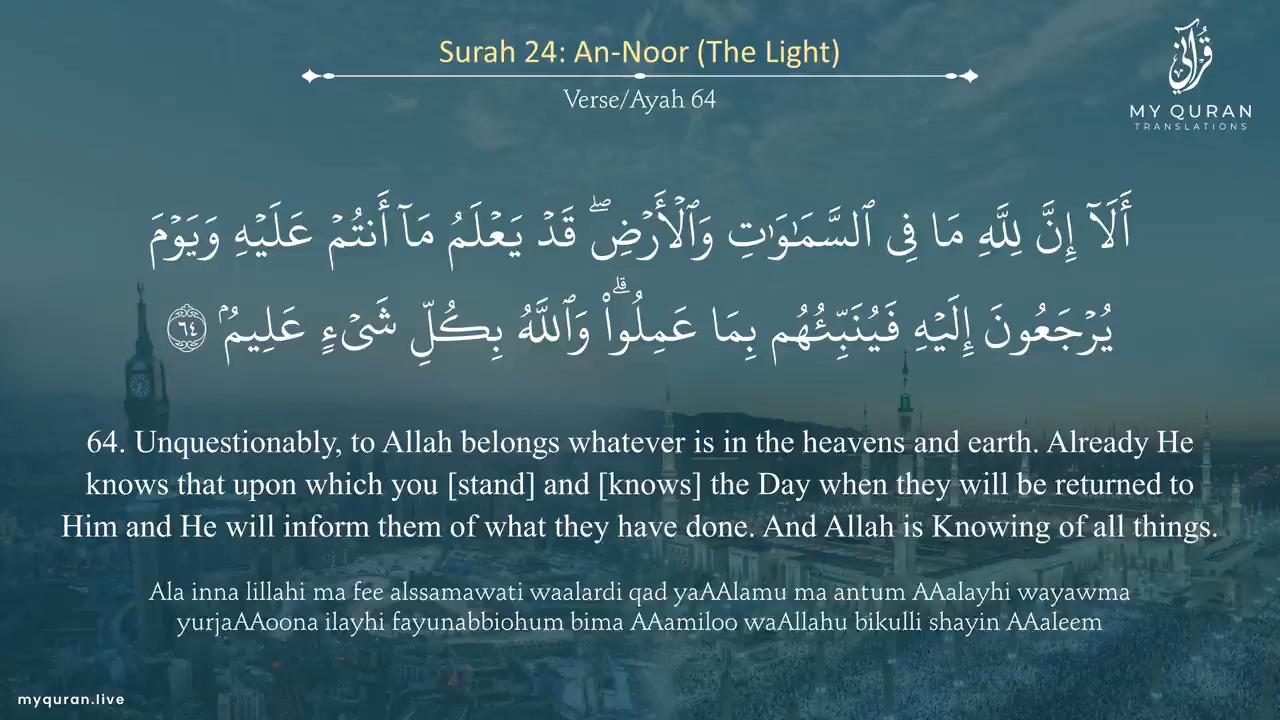 Surah 24: An-Noor (The Light)
Verse/Ayah 64
قرآني
MY QURAN
TRANSLATIONS
أَلَآ إِنَّ لِلَّهِ مَا فِى ٱلسَّمَـٰوَٰتِ وَٱلْأَرْضِ ۖ قَدْ يَعْلَمُ مَآ أَنتُمْ عَلَيْهِ وَيَوْمَ
يُرْجَعُونَ إِلَيْهِ فَيُنَبِّئُهُم بِمَا عَمِلُوا۟ ۗ وَٱللَّهُ بِكُلِّ شَىْءٍ عَلِيمٌۢ ٦٤
64. Unquestionably, to Allah belongs whatever is in the heavens and earth. Already He
knows that upon which you [stand] and [knows] the Day when they will be returned to
Him and He will inform them of what they have done. And Allah is Knowing of all things.
Ala inna lillahi ma fee alssamawati waalardi qad yaAAlamu ma antum AAalayhi wayawma
yurjaAAoona ilayhi fayunabbiohum bima AAamiloo waAllahu bikulli shayin AAaleem
myquran.live